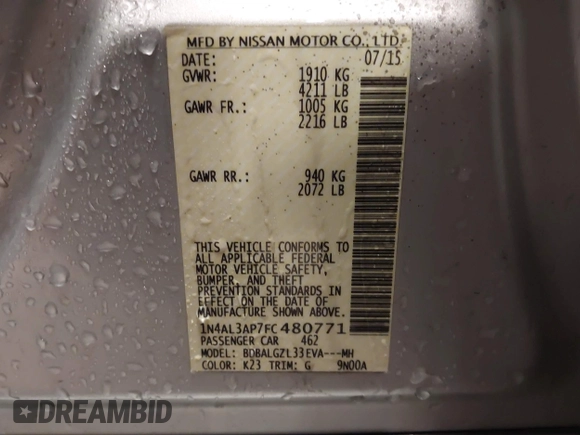 MFD BY NISSAN MOTOR CO., LTD.
DATE: 07/15
GVWR: 1910 KG
4211 LB
GAWR FR.: 1005 KG
2216 LB
GAWR RR.: 940 KG
2072 LB
THIS VEHICLE CONFORMS TO
ALL APPLICABLE FEDERAL
MOTOR VEHICLE SAFETY,
BUMPER, AND THEFT
PREVENTION STANDARDS
IN EFFECT ON THE DATE OF
MANUFACTURE SHOWN ABOVE.
1N4AL3AP7FC480771
PASSENGER CAR 462
MODEL: BDBALGZL33EVA---MH
COLOR: K23 TRIM: G 9N00A
DREAMBID